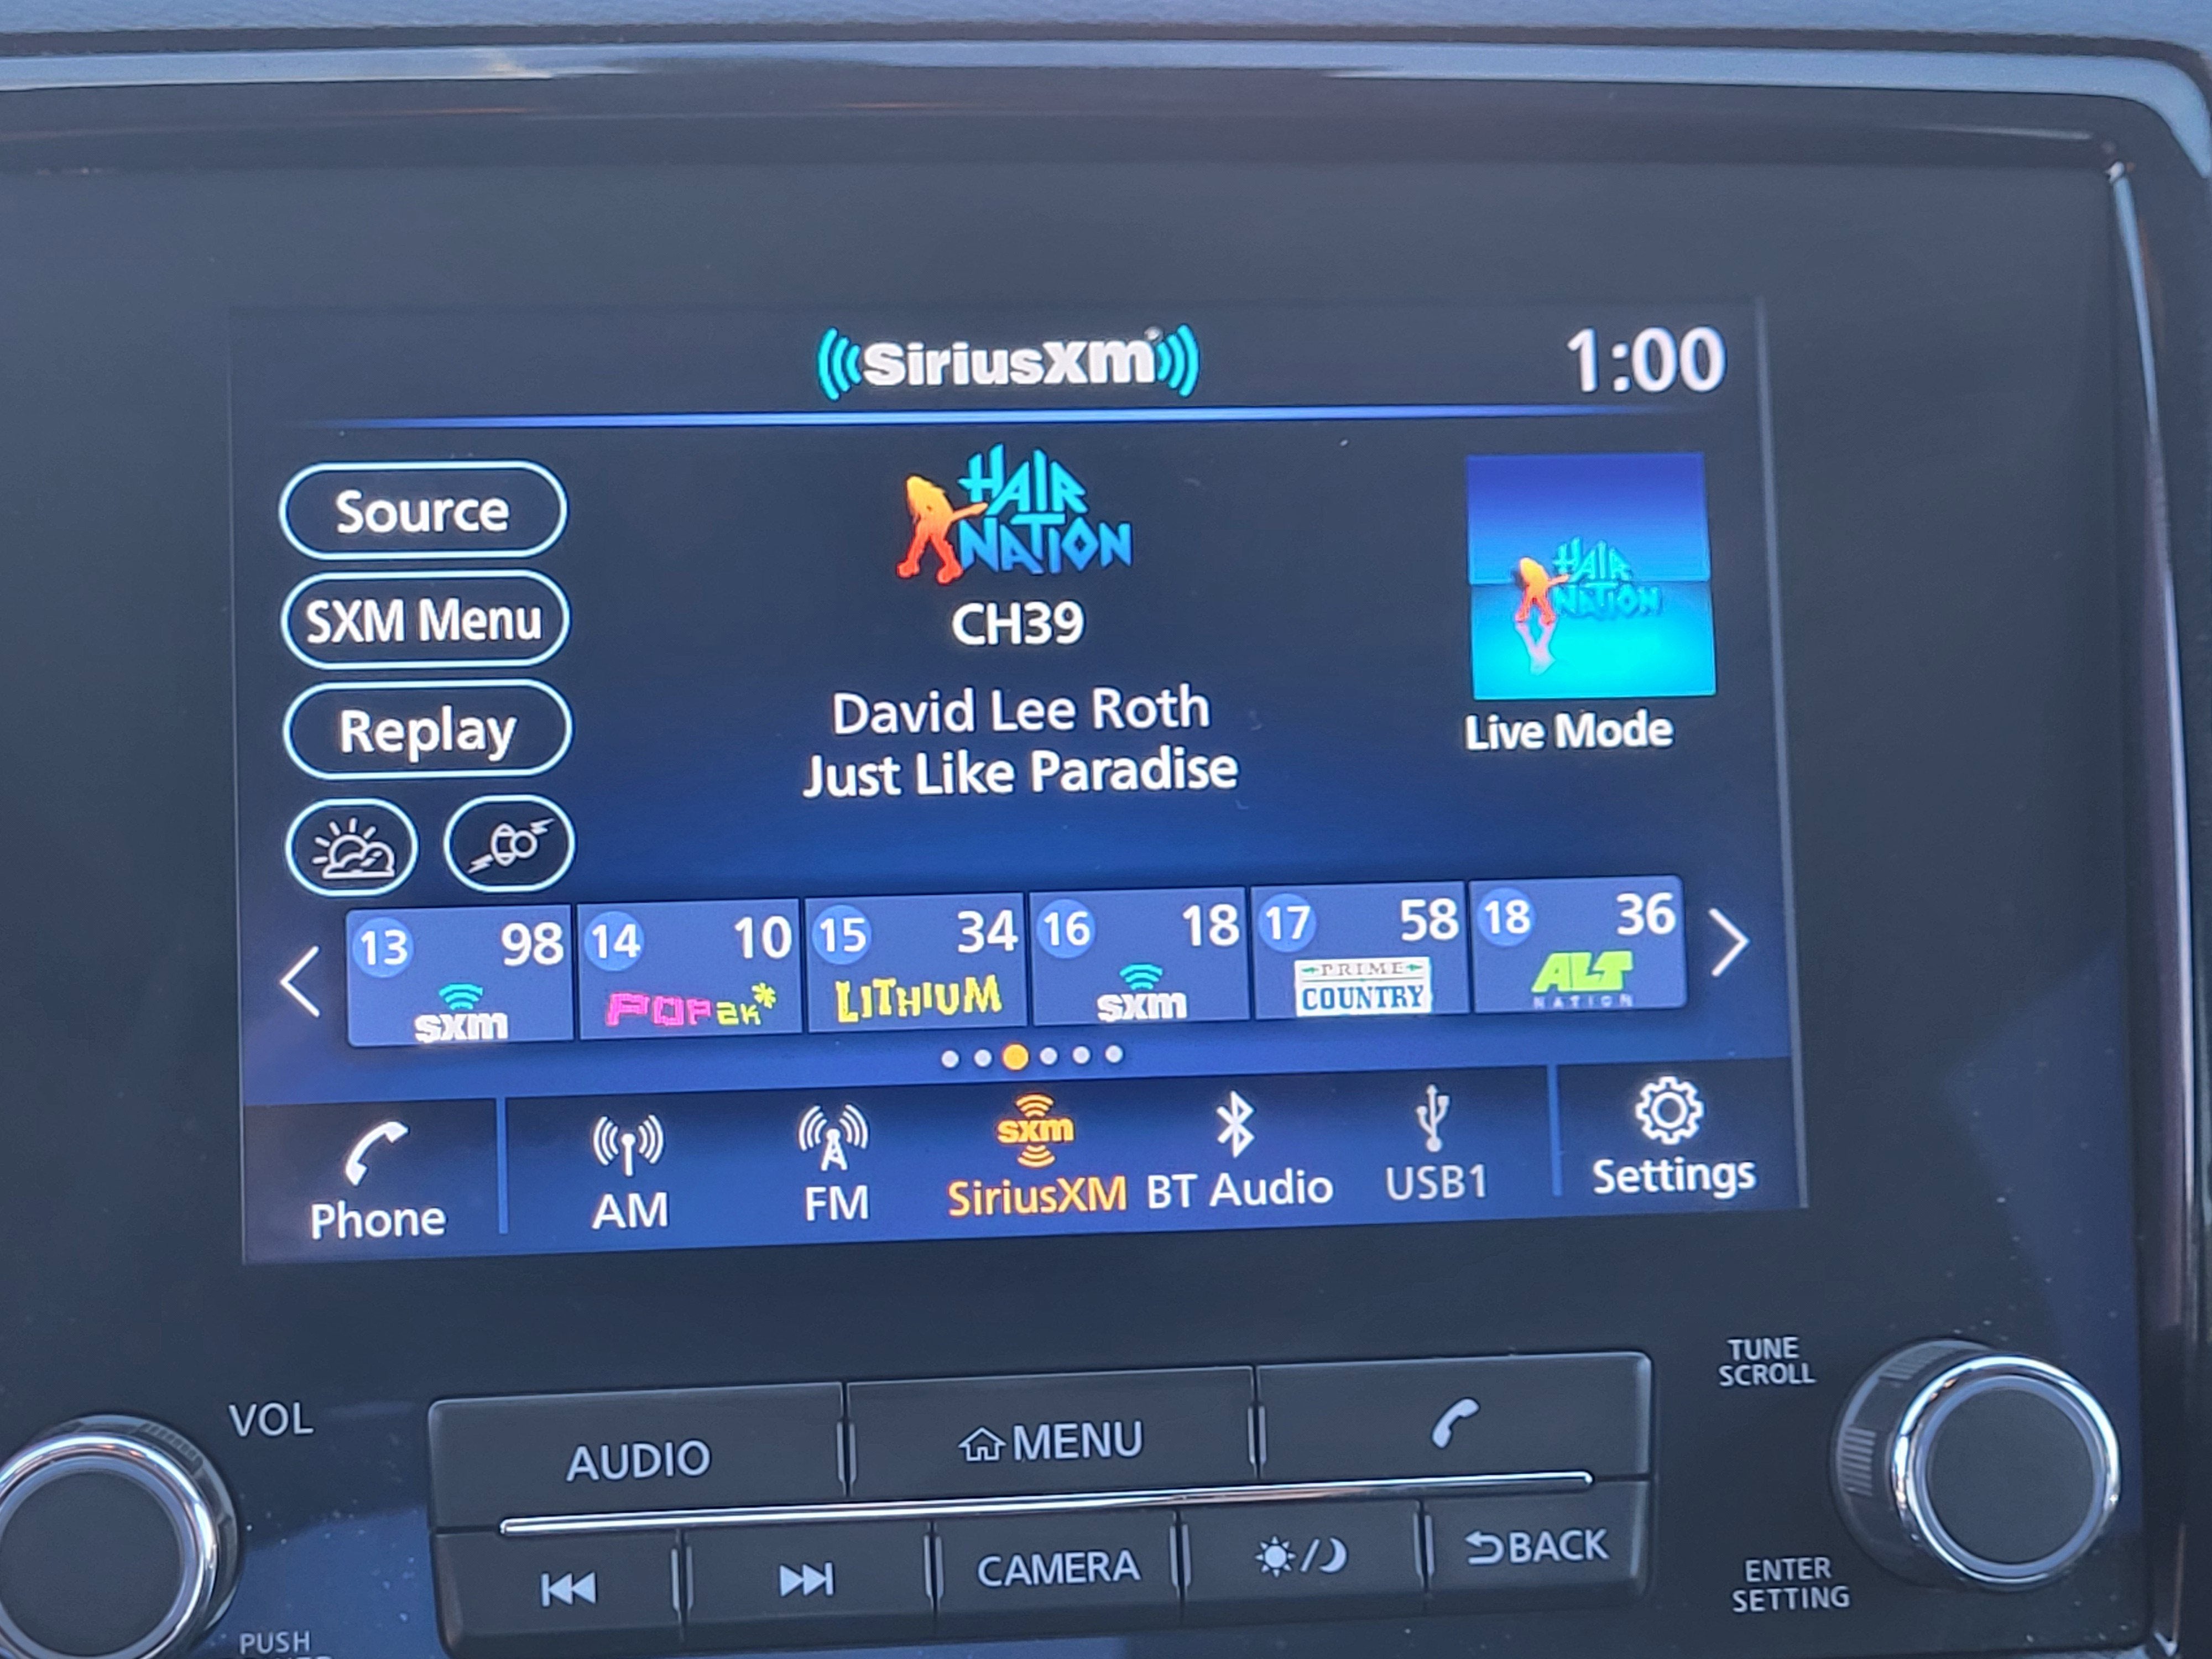 SiriusXM
1:00
Source
SXM Menu
Replay
HAIR
NATION
CH39
David Lee Roth
Just Like Paradise
HAIR
NATION
Live Mode
13 98
sxm
14 10
POP2K*
15 34
LITHIUM
16 18
sxm
17 58
PRIME
COUNTRY
18 36
ALT
NATION
Phone
AM
FM
sxm
SiriusXM
BT Audio
USB1
Settings
VOL
PUSH
AUDIO
MENU
CAMERA
BACK
TUNE
SCROLL
ENTER
SETTING